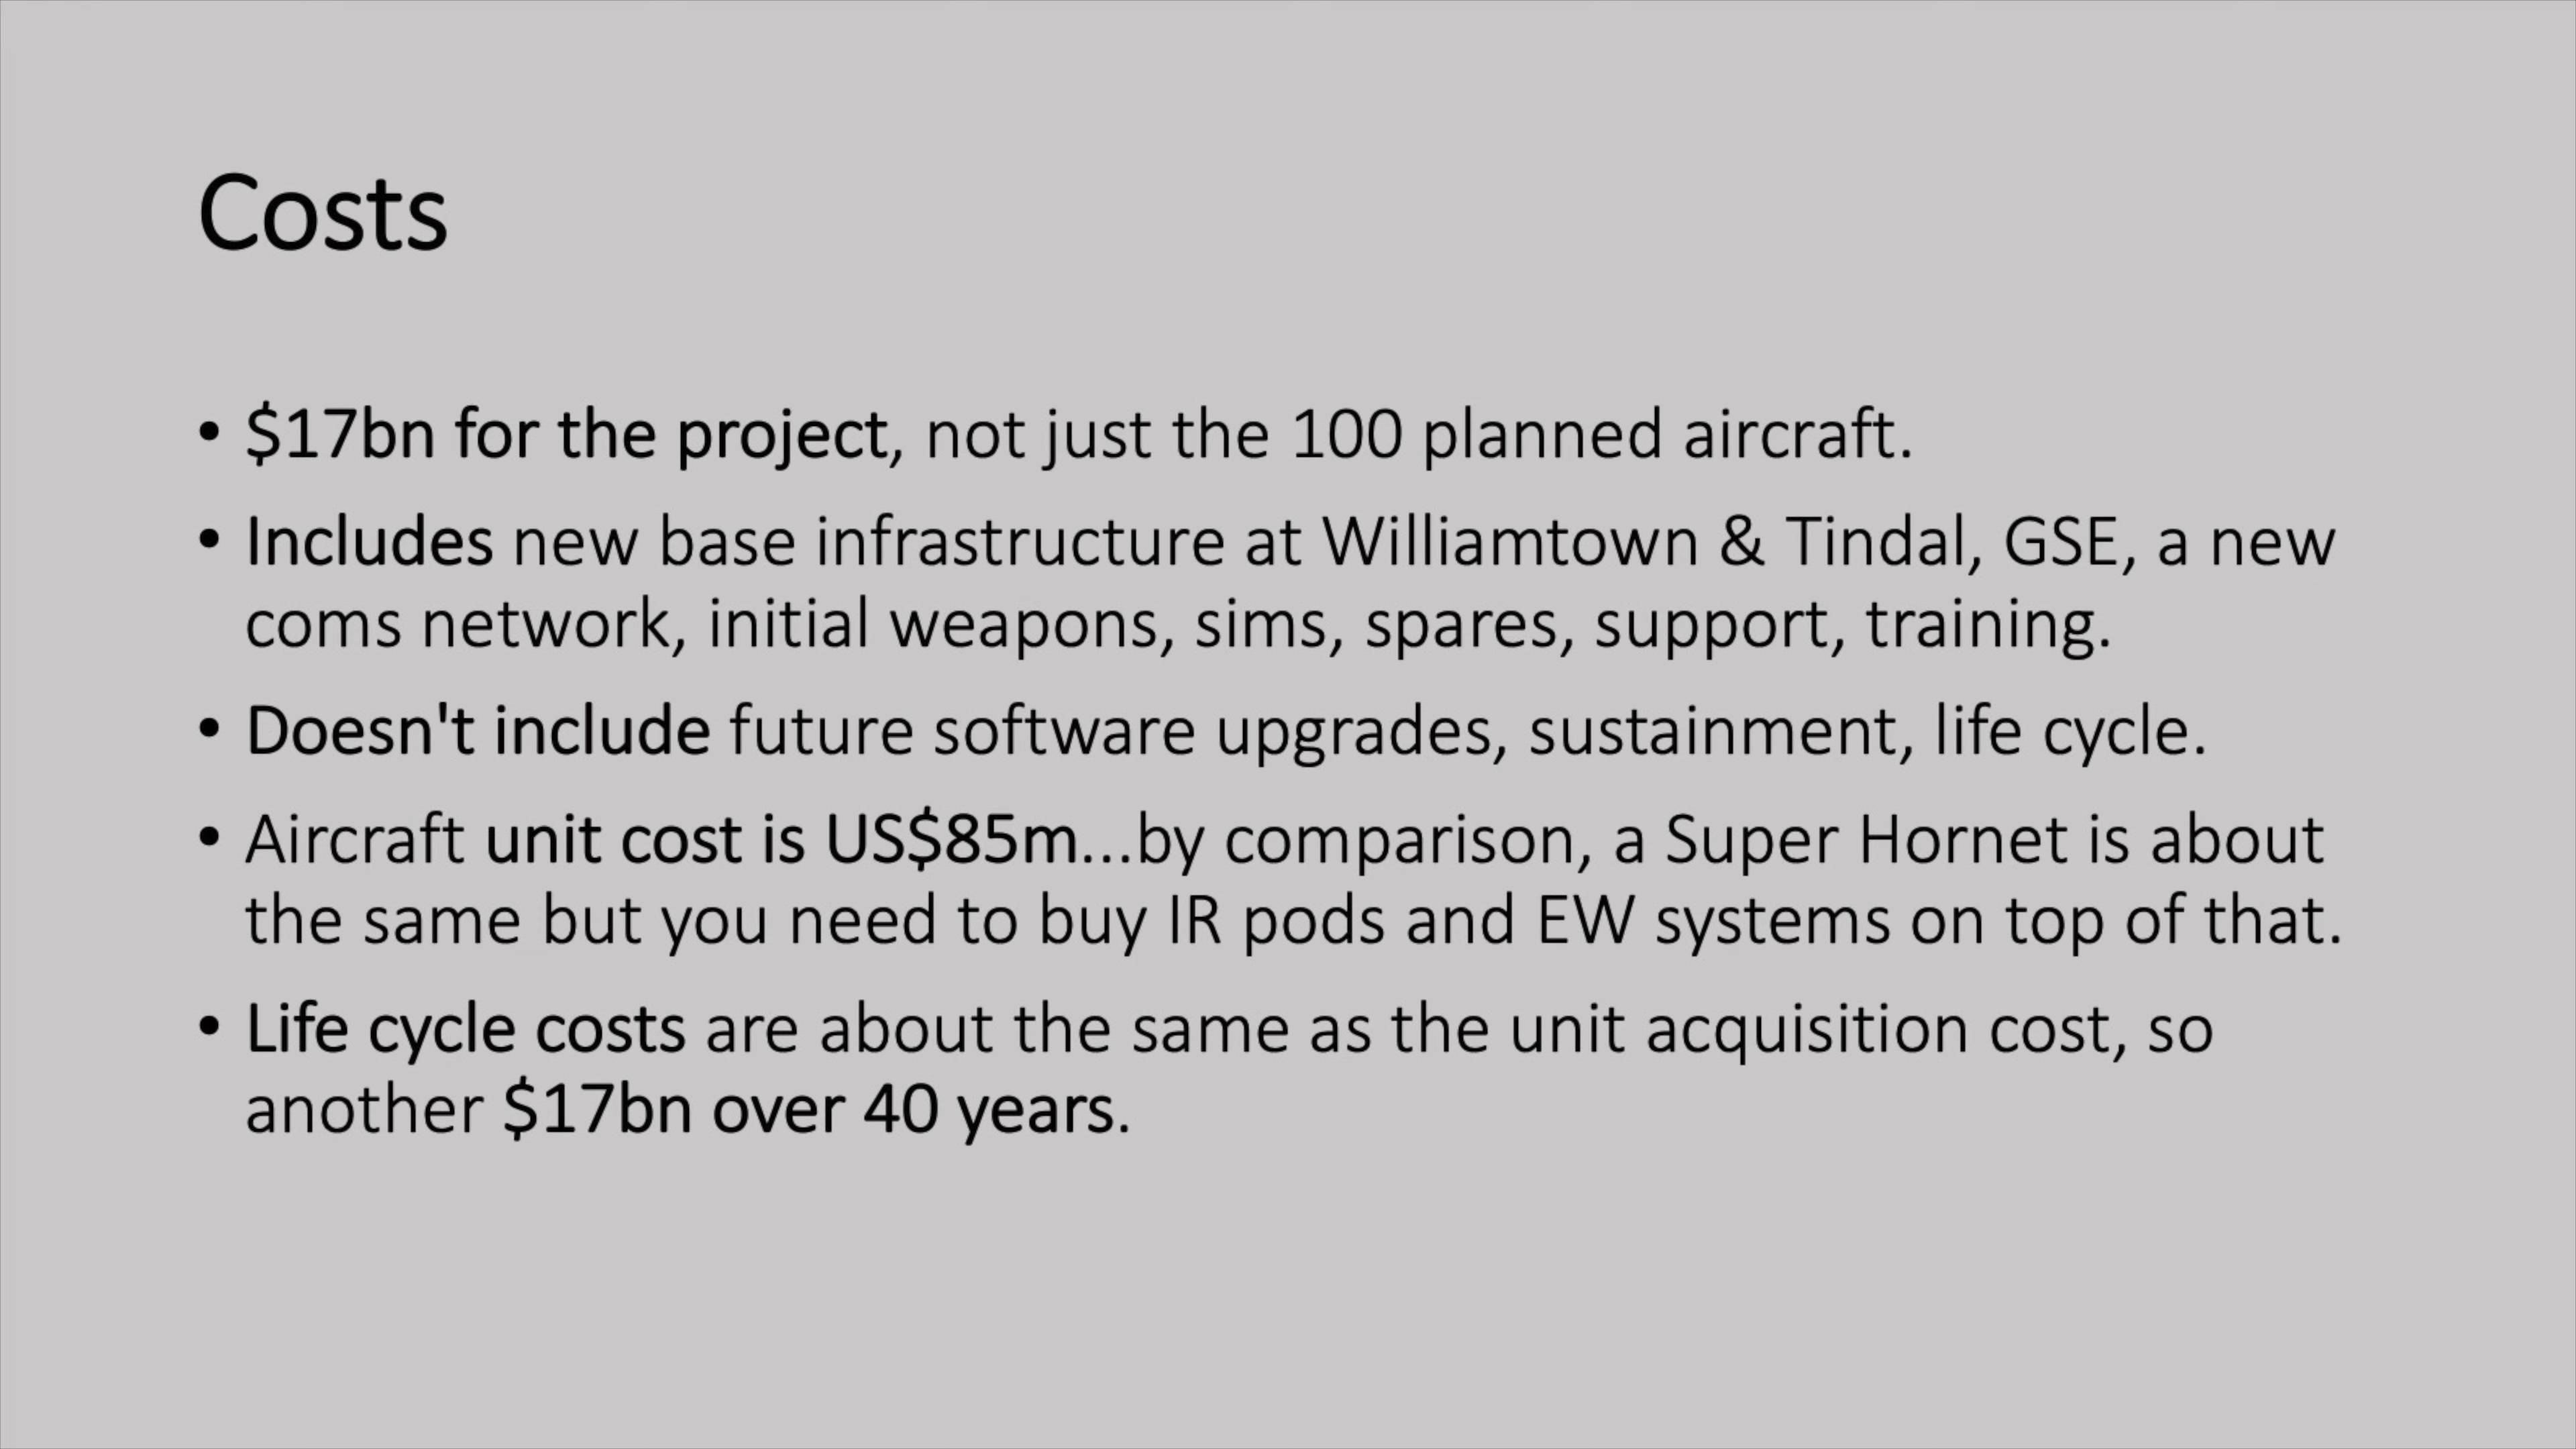 Costs
• $17bn for the project, not just the 100 planned aircraft.
• Includes new base infrastructure at Williamtown & Tindal, GSE, a new
coms network, initial weapons, sims, spares, support, training.
• Doesn't include future software upgrades, sustainment, life cycle.
• Aircraft unit cost is US$85m...by comparison, a Super Hornet is about
the same but you need to buy IR pods and EW systems on top of that.
• Life cycle costs are about the same as the unit acquisition cost, so
another $17bn over 40 years.